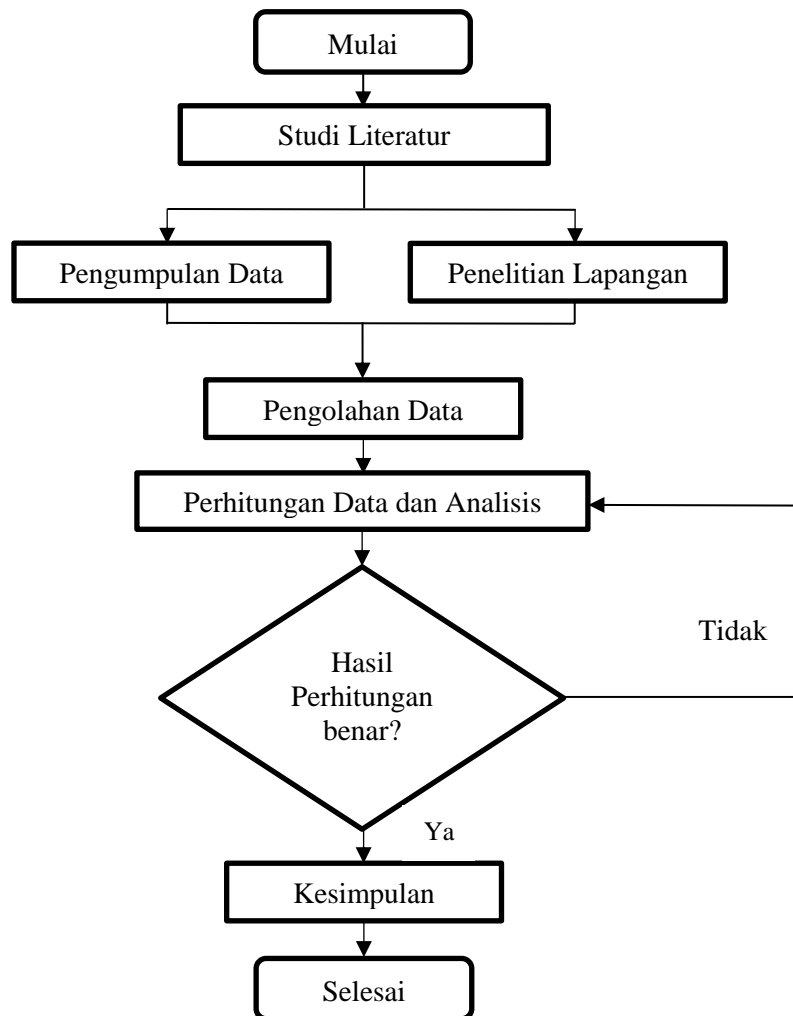 Mulai
Studi Literatur
Pengumpulan Data
Penelitian Lapangan
Pengolahan Data
Perhitungan Data dan Analisis
Hasil
Perhitungan
benar?
Tidak
Ya
Kesimpulan
Selesai